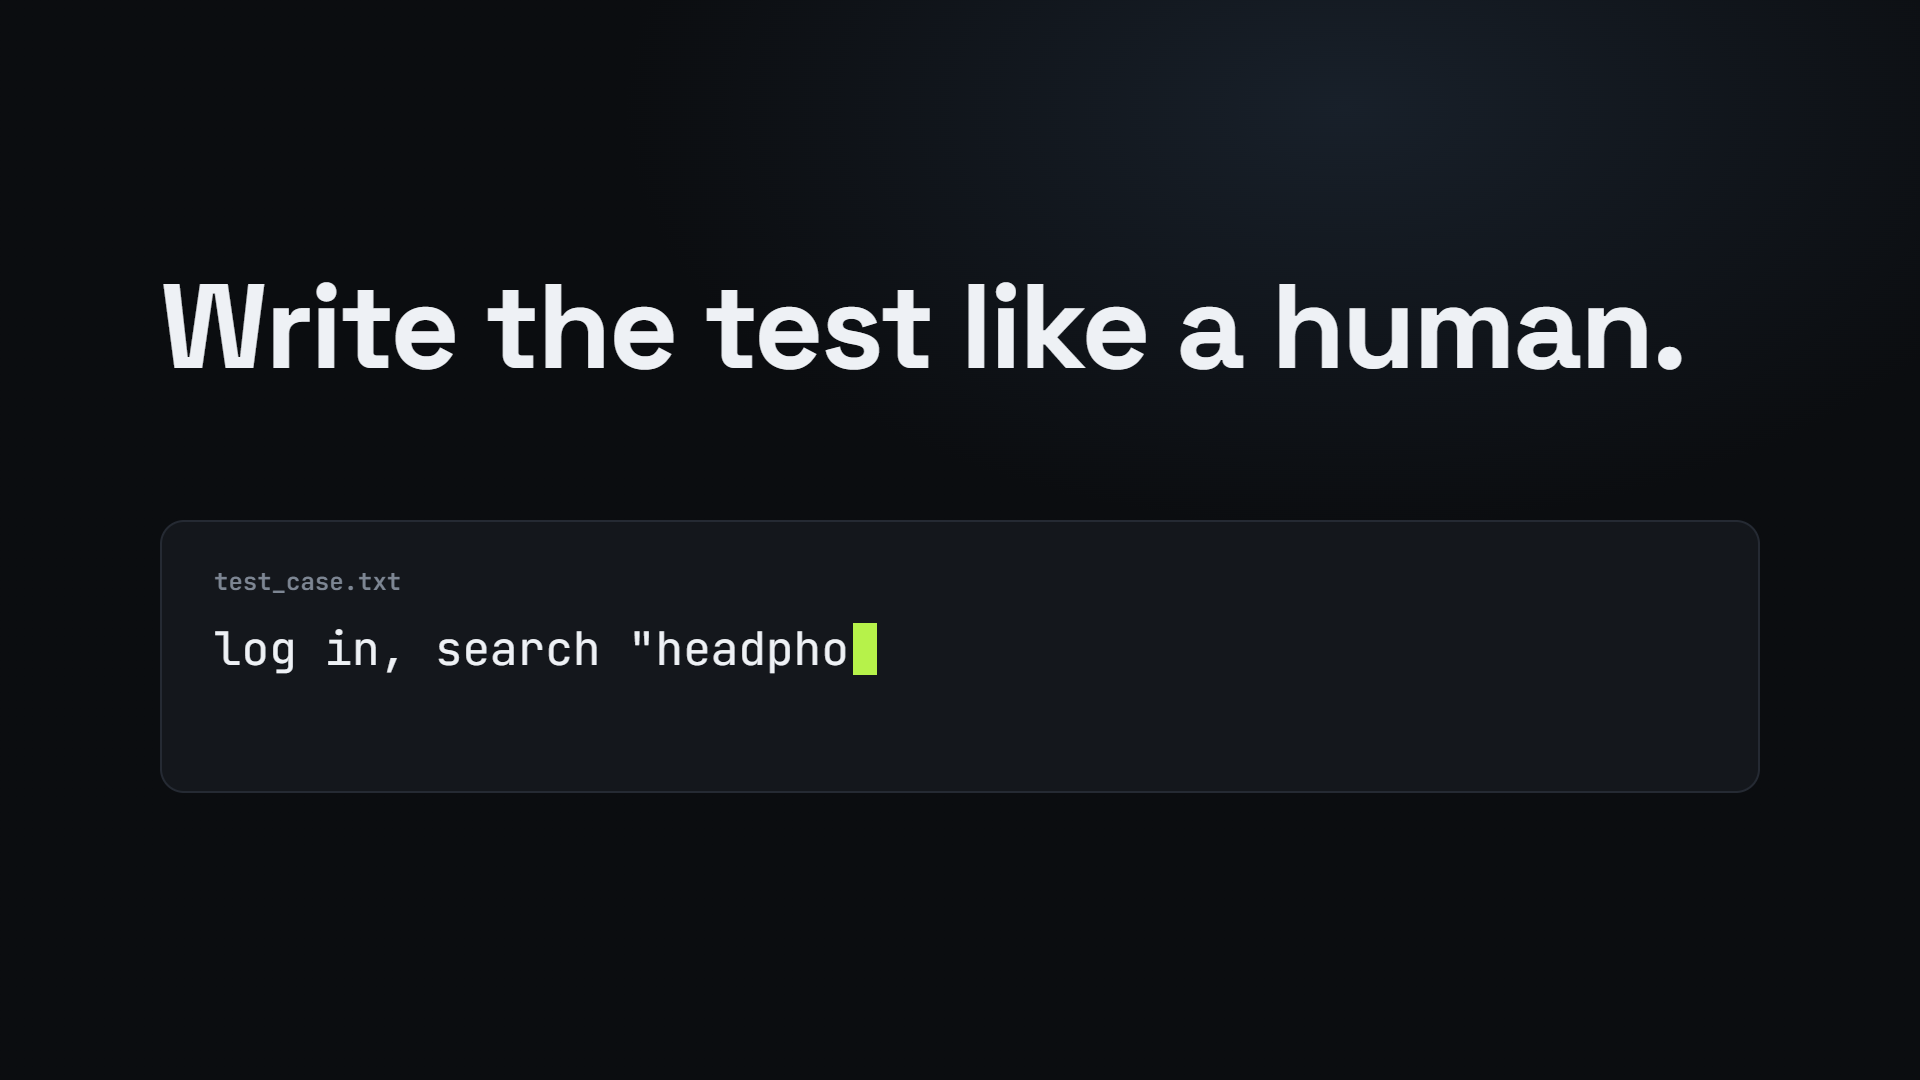 Write the test like a human.
test_case.txt
log in, search "headpho